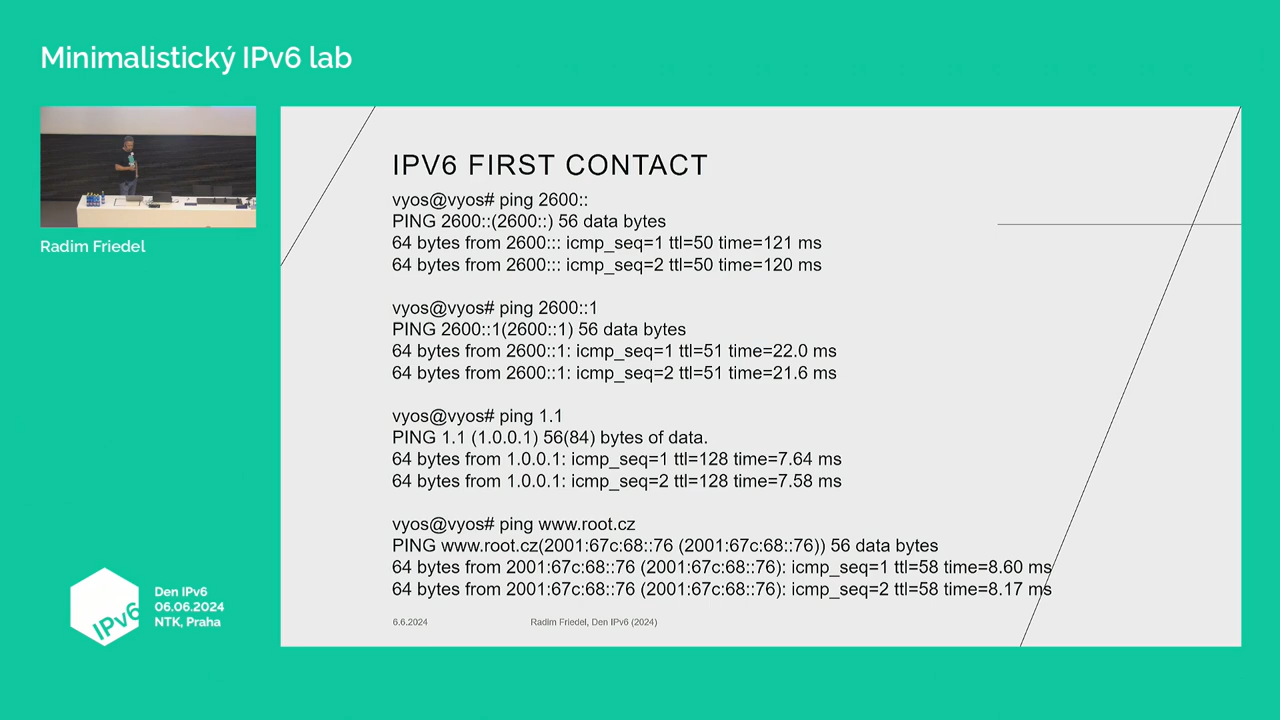 Minimalistický IPv6 lab
Radim Friedel
IPV6 FIRST CONTACT
vyos@vyos# ping 2600::
PING 2600::(2600::) 56 data bytes
64 bytes from 2600::: icmp_seq=1 ttl=50 time=121 ms
64 bytes from 2600::: icmp_seq=2 ttl=50 time=120 ms
vyos@vyos# ping 2600::1
PING 2600::1(2600::1) 56 data bytes
64 bytes from 2600::1: icmp_seq=1 ttl=51 time=22.0 ms
64 bytes from 2600::1: icmp_seq=2 ttl=51 time=21.6 ms
vyos@vyos# ping 1.1
PING 1.1 (1.0.0.1) 56(84) bytes of data.
64 bytes from 1.0.0.1: icmp_seq=1 ttl=128 time=7.64 ms
64 bytes from 1.0.0.1: icmp_seq=2 ttl=128 time=7.58 ms
vyos@vyos# ping www.root.cz
PING www.root.cz(2001:67c:68::76 (2001:67c:68::76)) 56 data bytes
64 bytes from 2001:67c:68::76 (2001:67c:68::76): icmp_seq=1 ttl=58 time=8.60 ms
64 bytes from 2001:67c:68::76 (2001:67c:68::76): icmp_seq=2 ttl=58 time=8.17 ms
6.6.2024 Radim Friedel, Den IPv6 (2024)
IPv6
Den IPv6
06.06.2024
NTK, Praha